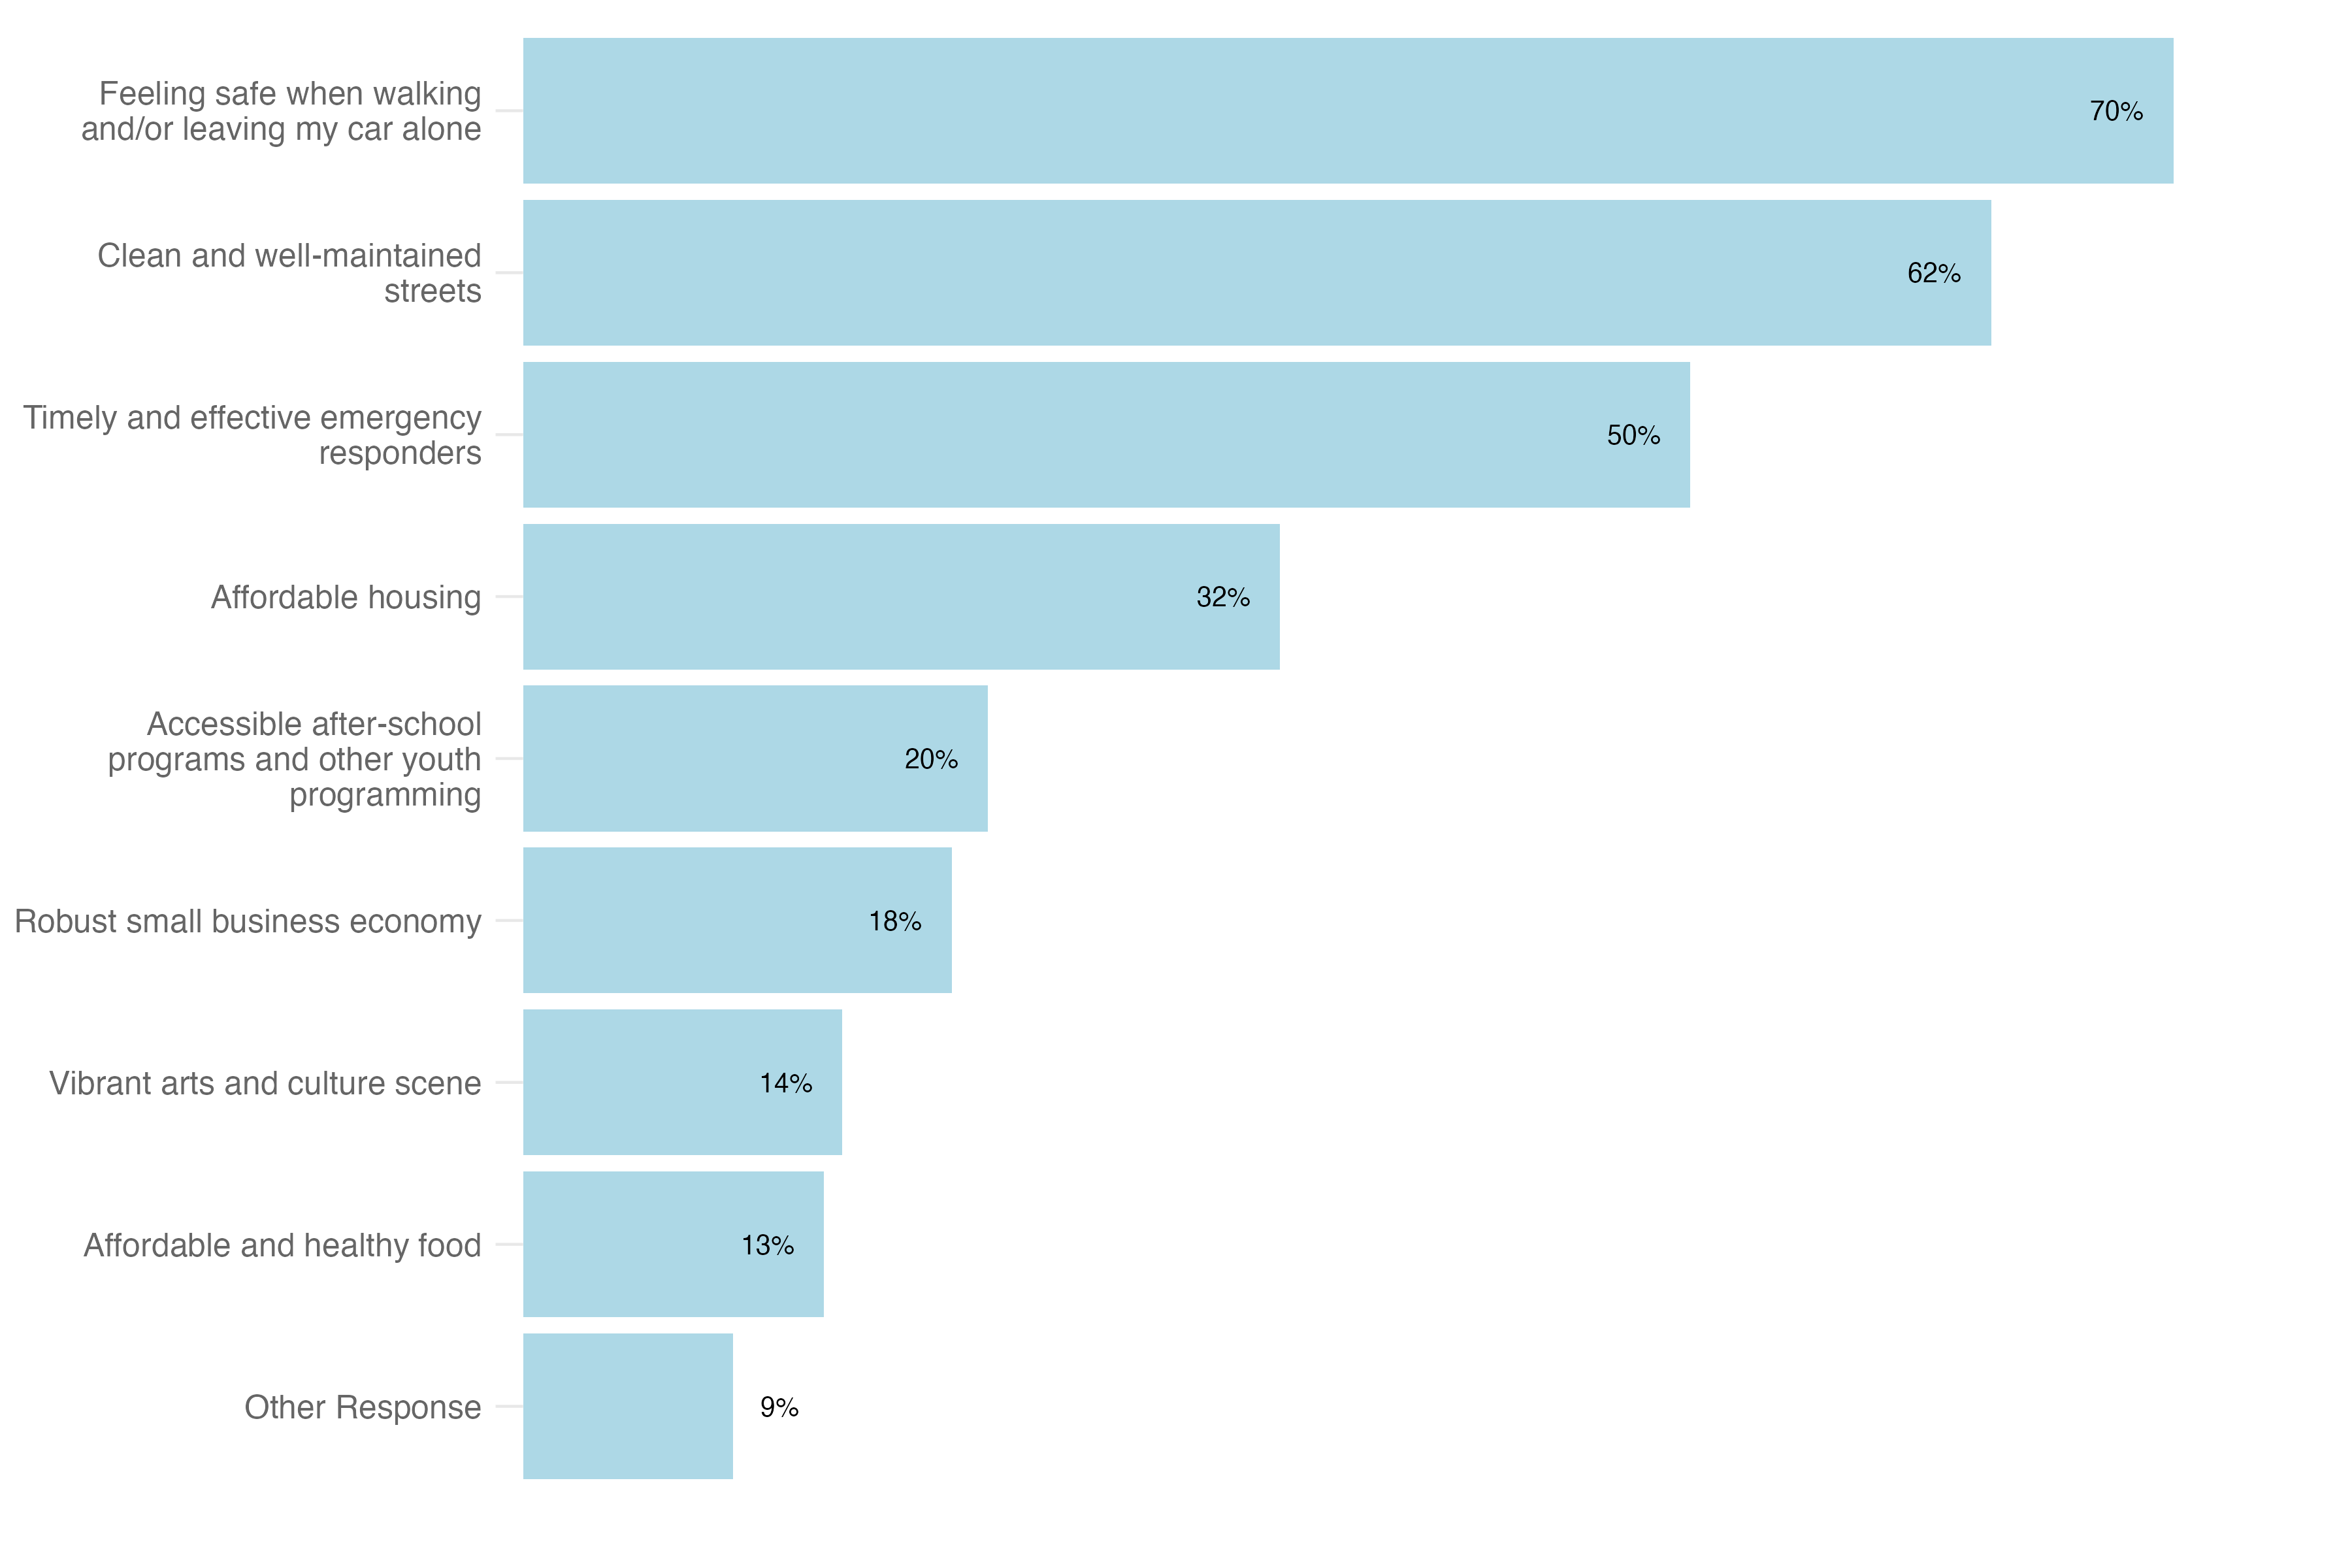 Feeling safe when walking
and/or leaving my car alone
70%
Clean and well-maintained
streets
62%
Timely and effective emergency
responders
50%
Affordable housing
32%
Accessible after-school
programs and other youth
programming
20%
Robust small business economy
18%
Vibrant arts and culture scene
14%
Affordable and healthy food
13%
Other Response
9%